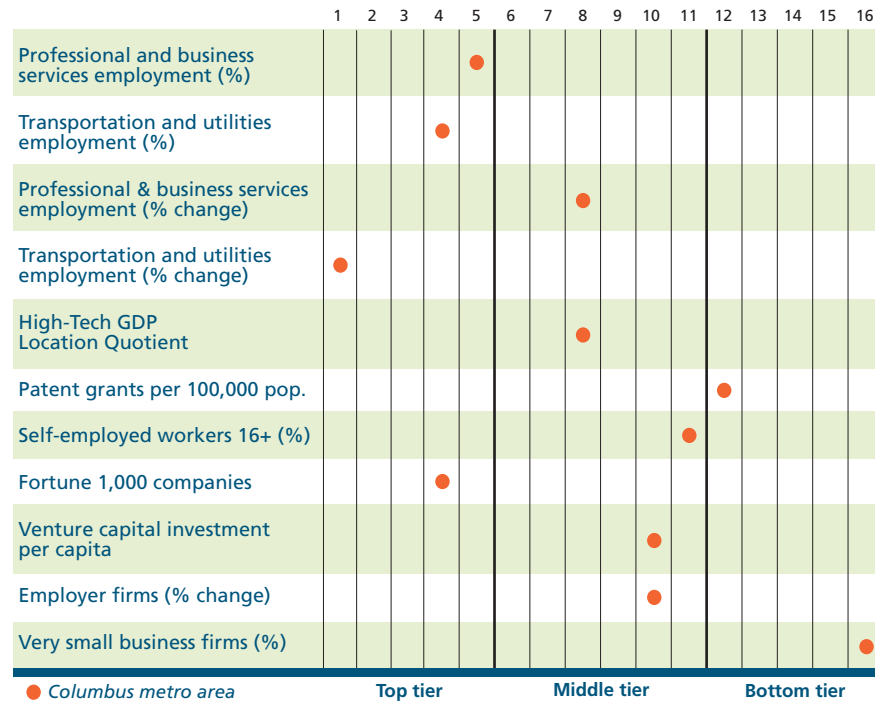 1 2 3 4 5 6 7 8 9 10 11 12 13 14 15 16
Professional and business
services employment (%)
Transportation and utilities
employment (%)
Professional & business services
employment (% change)
Transportation and utilities
employment (% change)
High-Tech GDP
Location Quotient
Patent grants per 100,000 pop.
Self-employed workers 16+ (%)
Fortune 1,000 companies
Venture capital investment
per capita
Employer firms (% change)
Very small business firms (%)
Columbus metro area Top tier Middle tier Bottom tier